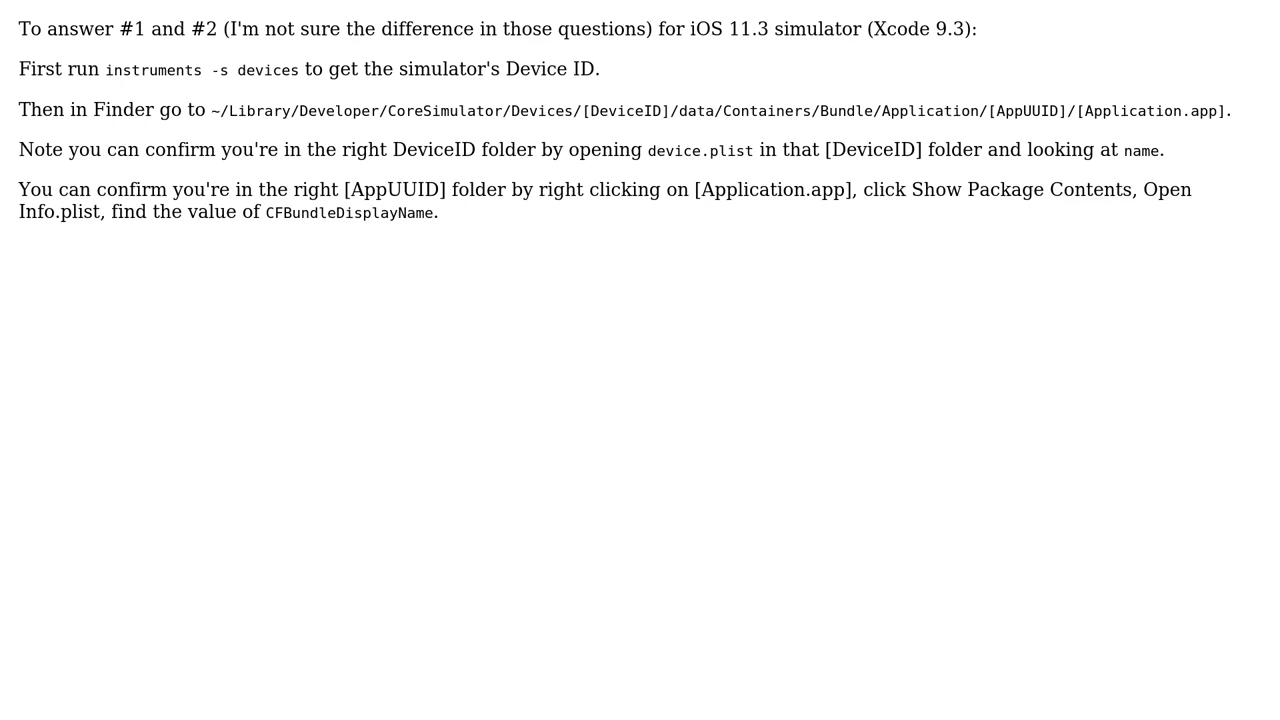 To answer #1 and #2 (I'm not sure the difference in those questions) for iOS 11.3 simulator (Xcode 9.3):
First run instruments -s devices to get the simulator's Device ID.
Then in Finder go to ~/Library/Developer/CoreSimulator/Devices/[DeviceID]/data/Containers/Bundle/Application/[AppUUID]/[Application.app].
Note you can confirm you're in the right DeviceID folder by opening device.plist in that [DeviceID] folder and looking at name.
You can confirm you're in the right [AppUUID] folder by right clicking on [Application.app], click Show Package Contents, Open
Info.plist, find the value of CFBundleDisplayName.